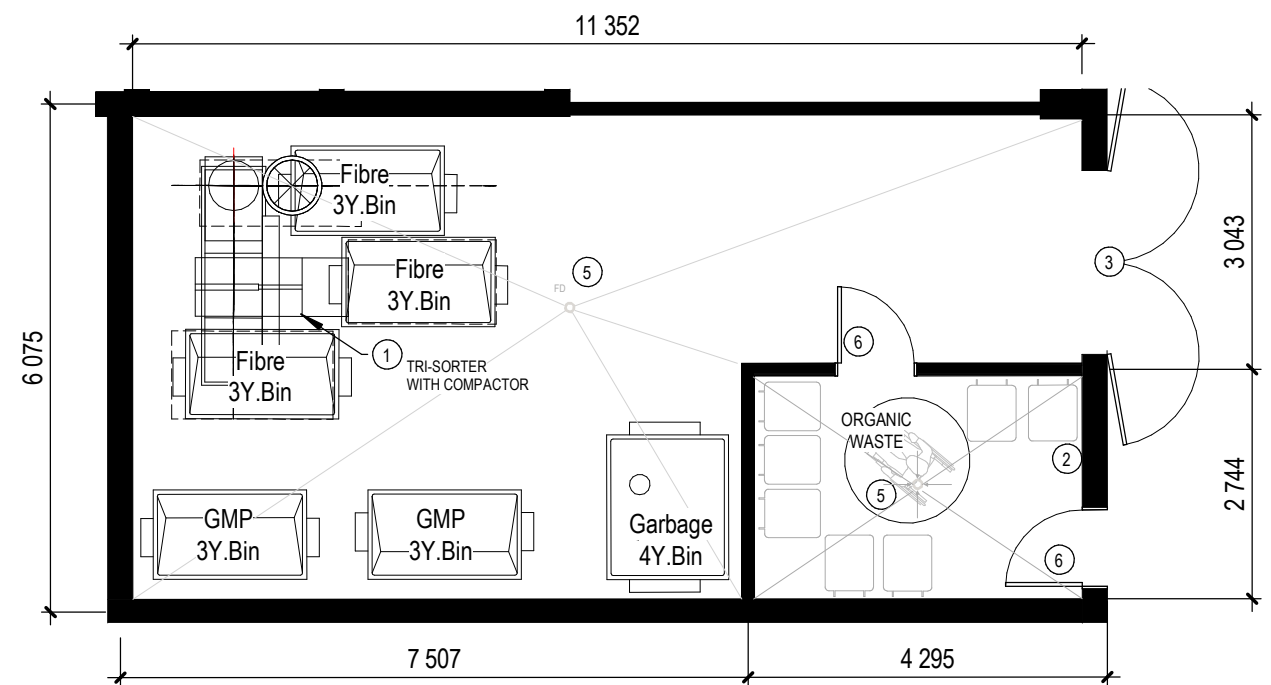 11 352
6 075
3 043
2 744
7 507
4 295
Fibre
3Y.Bin
Fibre
3Y.Bin
Fibre
3Y.Bin
5
FD
3
1
TRI-SORTER
WITH COMPACTOR
6
ORGANIC
WASTE
2
5
6
GMP
3Y.Bin
GMP
3Y.Bin
Garbage
4Y.Bin